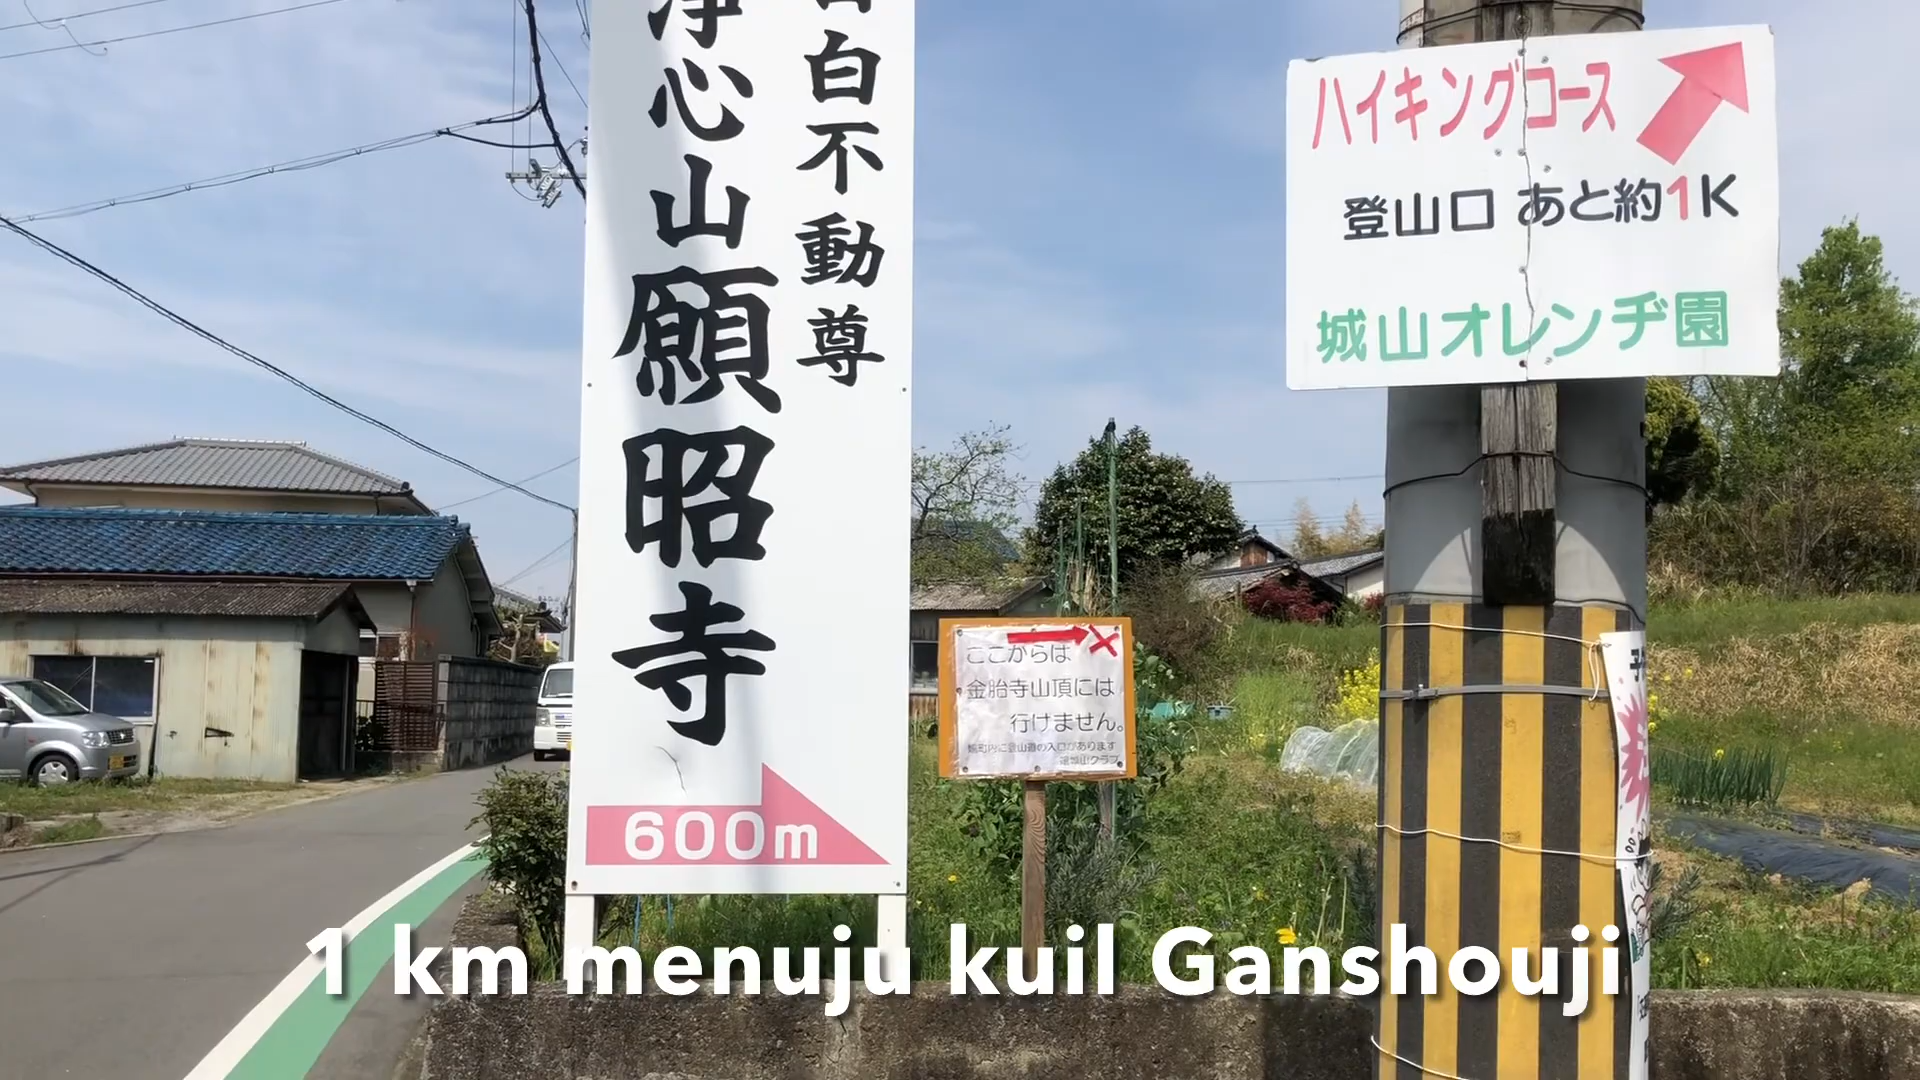 白不動尊
浄心山願昭寺
600m
ハイキングコース
登山口 あと約1K
城山オレンヂ園
ここからは
金胎寺山頂には
行けません。
1 km menuju kuil Ganshouji